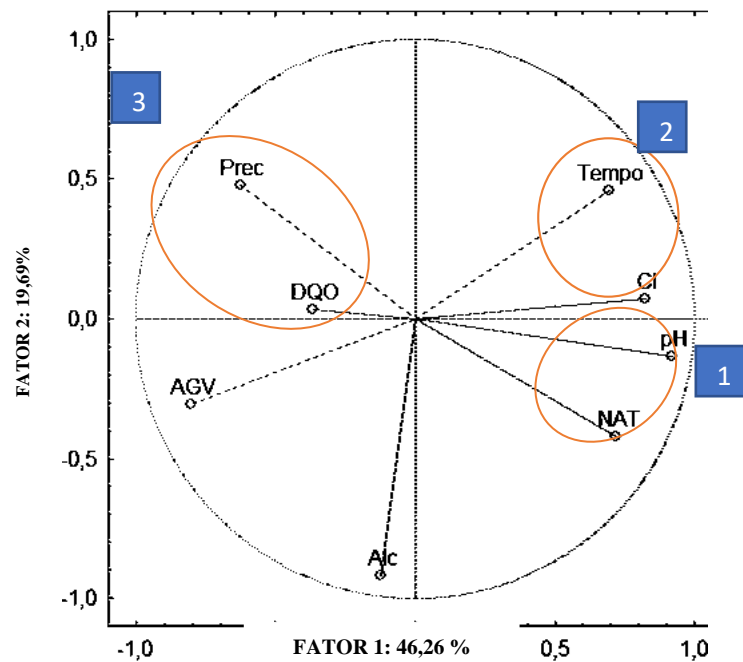 1,0
3
2
Prec
Tempo
0,5
Cl
DQO
0,0
pH
1
AGV
NAT
-0,5
Alc
-1,0
-1,0
0,5
1,0
FATOR 1: 46,26 %
FATOR 2: 19,69%